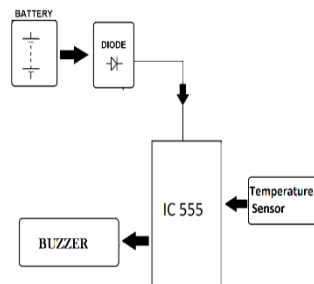 BATTERY
DIODE
IC 555
Temperature
Sensor
BUZZER